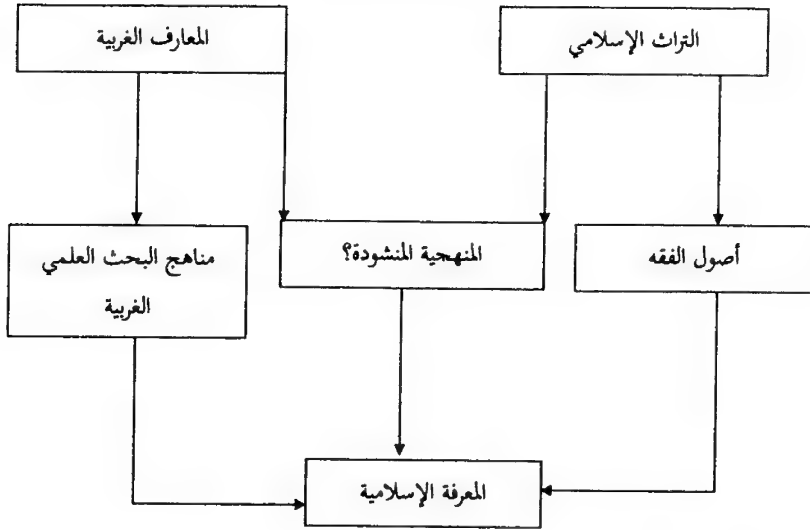 التراث الإسلامي
المعارف الغربية
أصول الفقه
المنهجية المنشودة؟
مناهج البحث العلمي
الغربية
المعرفة الإسلامية